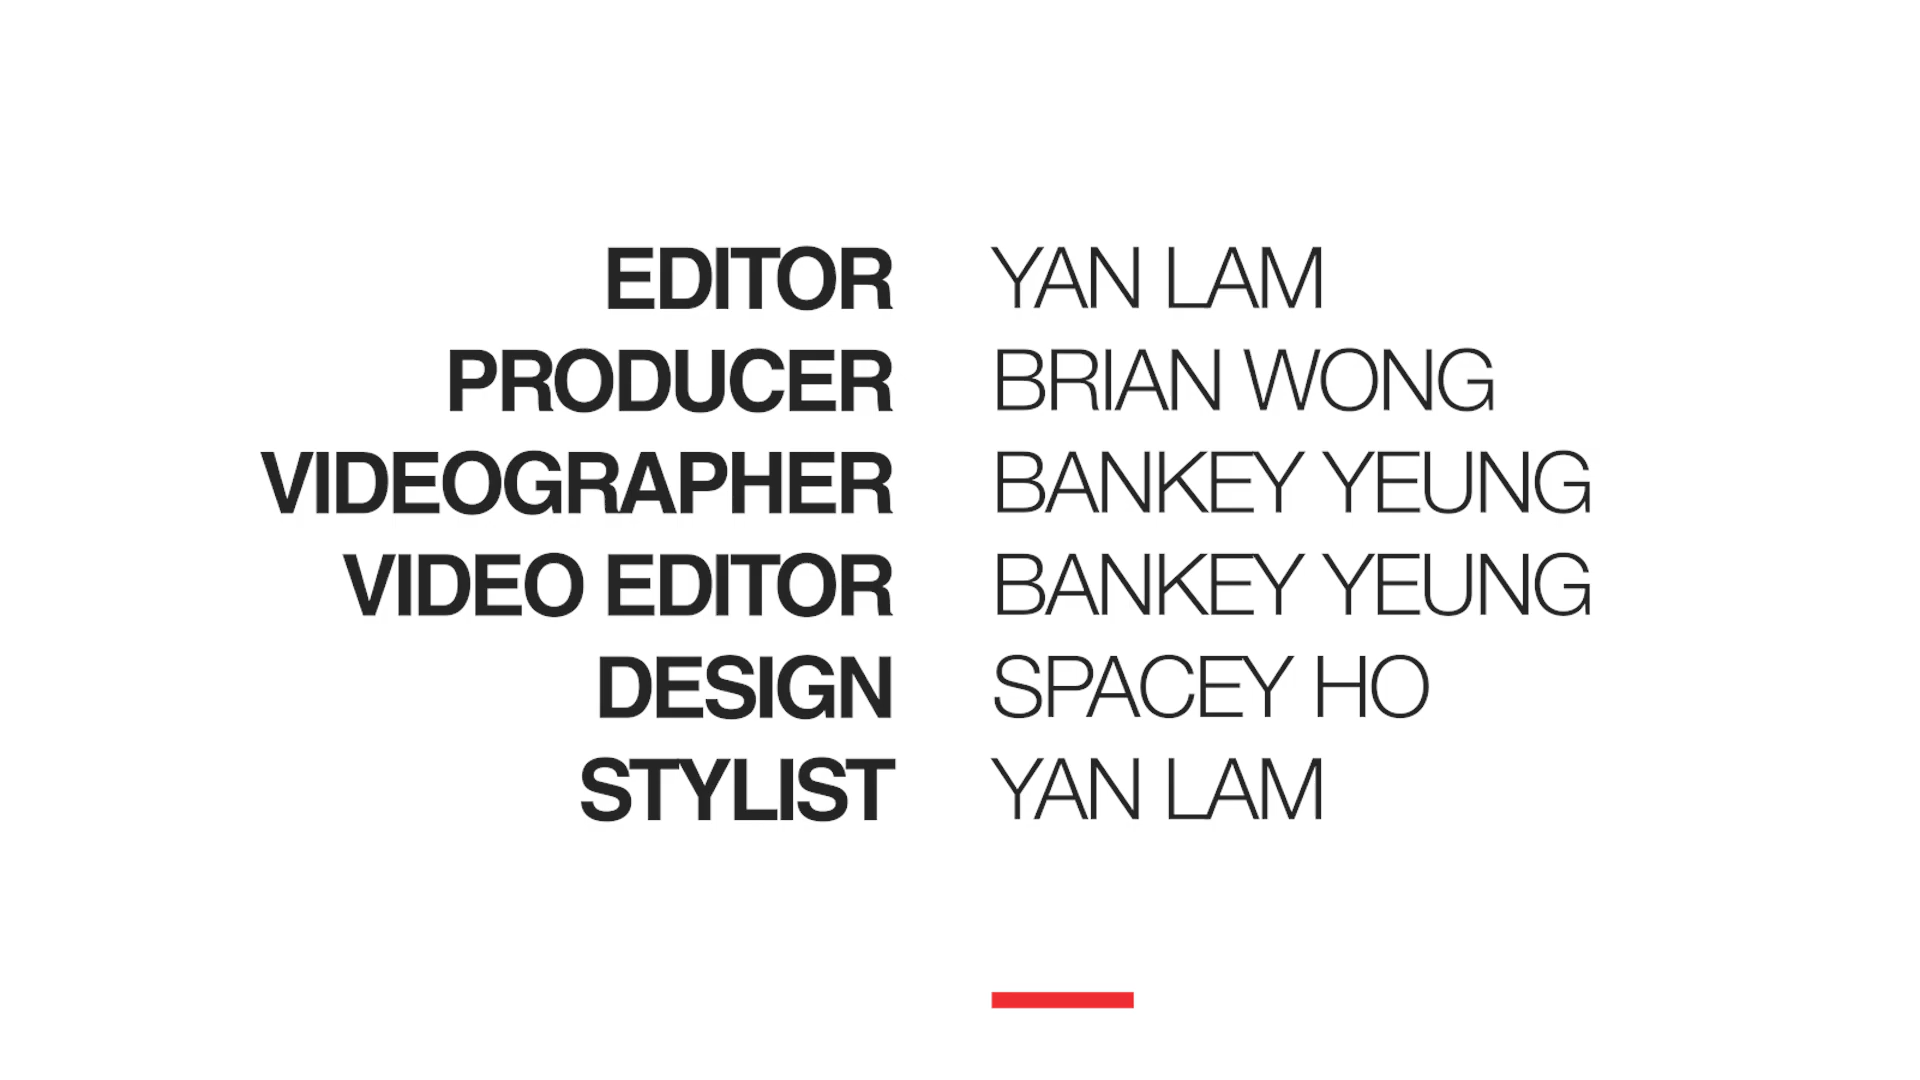 EDITOR YAN LAM
PRODUCER BRIAN WONG
VIDEOGRAPHER BANKEY YEUNG
VIDEO EDITOR BANKEY YEUNG
DESIGN SPACEY HO
STYLIST YAN LAM